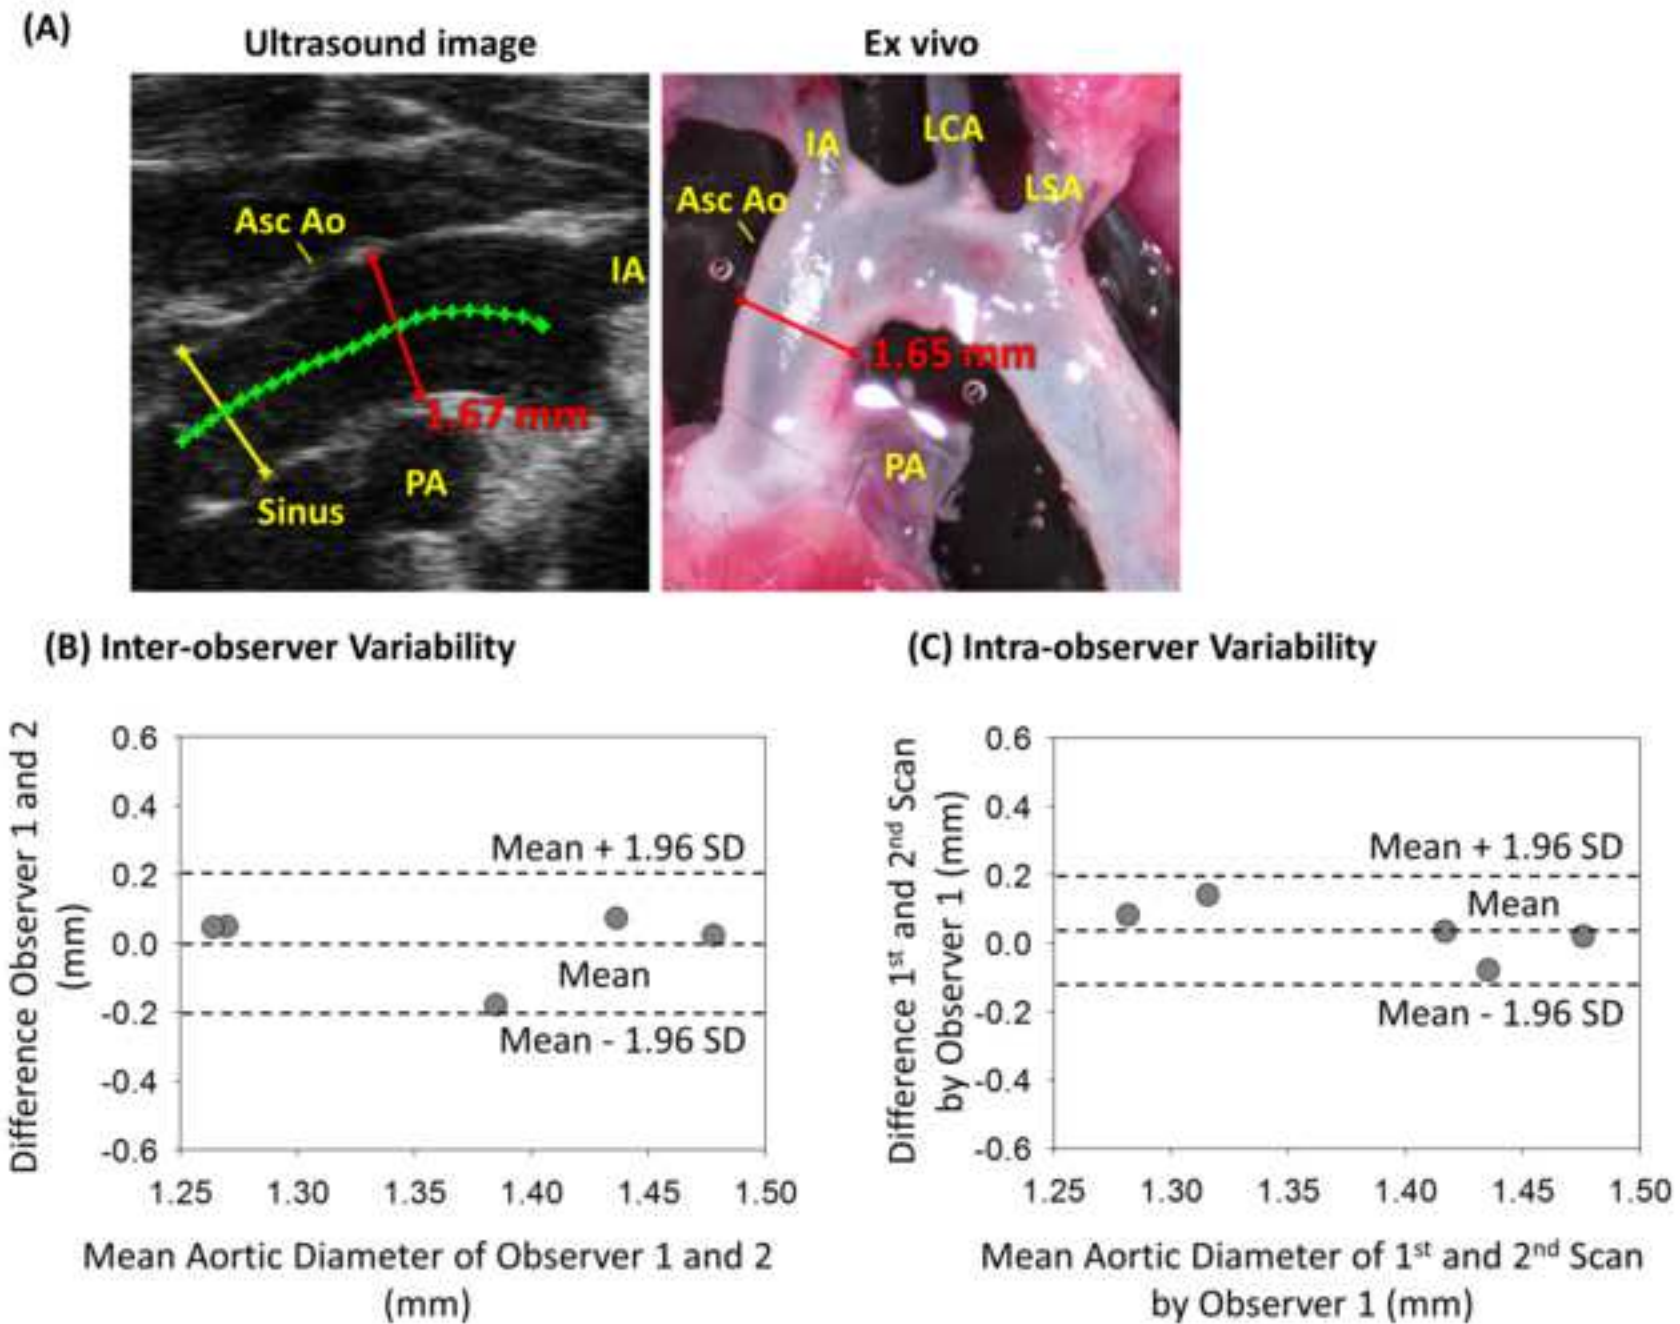 (A)
Ultrasound image
Ex vivo
Asc Ao
IA
1.67 mm
PA
Sinus
IA
LCA
LSA
Asc Ao
1.65 mm
PA
(B) Inter-observer Variability
Difference Observer 1 and 2
(mm)
0.6
0.4
0.2
0.0
-0.2
-0.4
-0.6
Mean + 1.96 SD
Mean
Mean - 1.96 SD
1.25 1.30 1.35 1.40 1.45 1.50
Mean Aortic Diameter of Observer 1 and 2
(mm)
(C) Intra-observer Variability
Difference 1st and 2nd Scan
by Observer 1 (mm)
0.6
0.4
0.2
0.0
-0.2
-0.4
-0.6
Mean + 1.96 SD
Mean
Mean - 1.96 SD
1.25 1.30 1.35 1.40 1.45 1.50
Mean Aortic Diameter of 1st and 2nd Scan
by Observer 1 (mm)